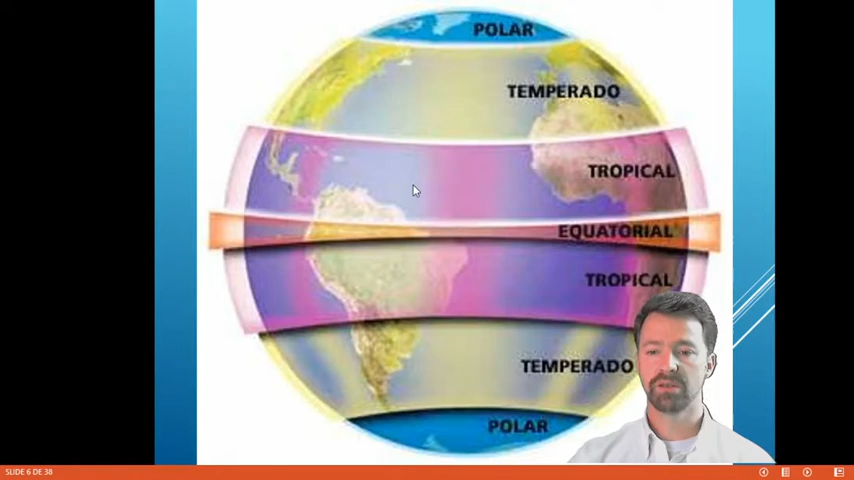 POLAR
TEMPERADO
TROPICAL
EQUATORIAL
TROPICAL
TEMPERADO
POLAR
SLIDE 6 DE 38